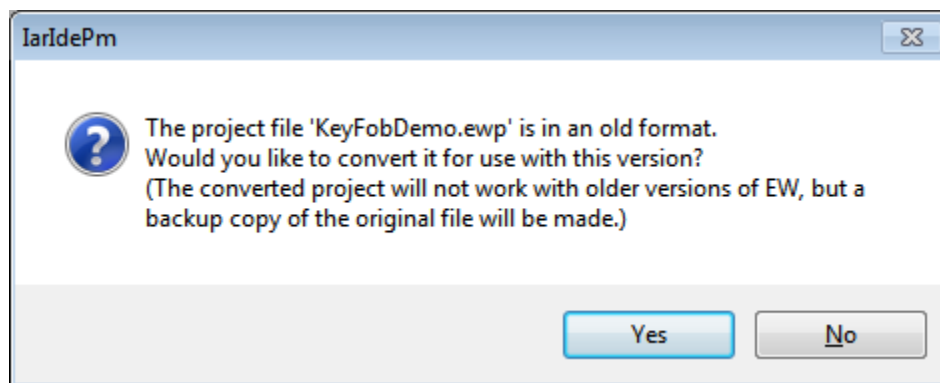 IarIdePm
The project file 'KeyFobDemo.ewp' is in an old format.
Would you like to convert it for use with this version?
(The converted project will not work with older versions of EW, but a
backup copy of the original file will be made.)
Yes
No